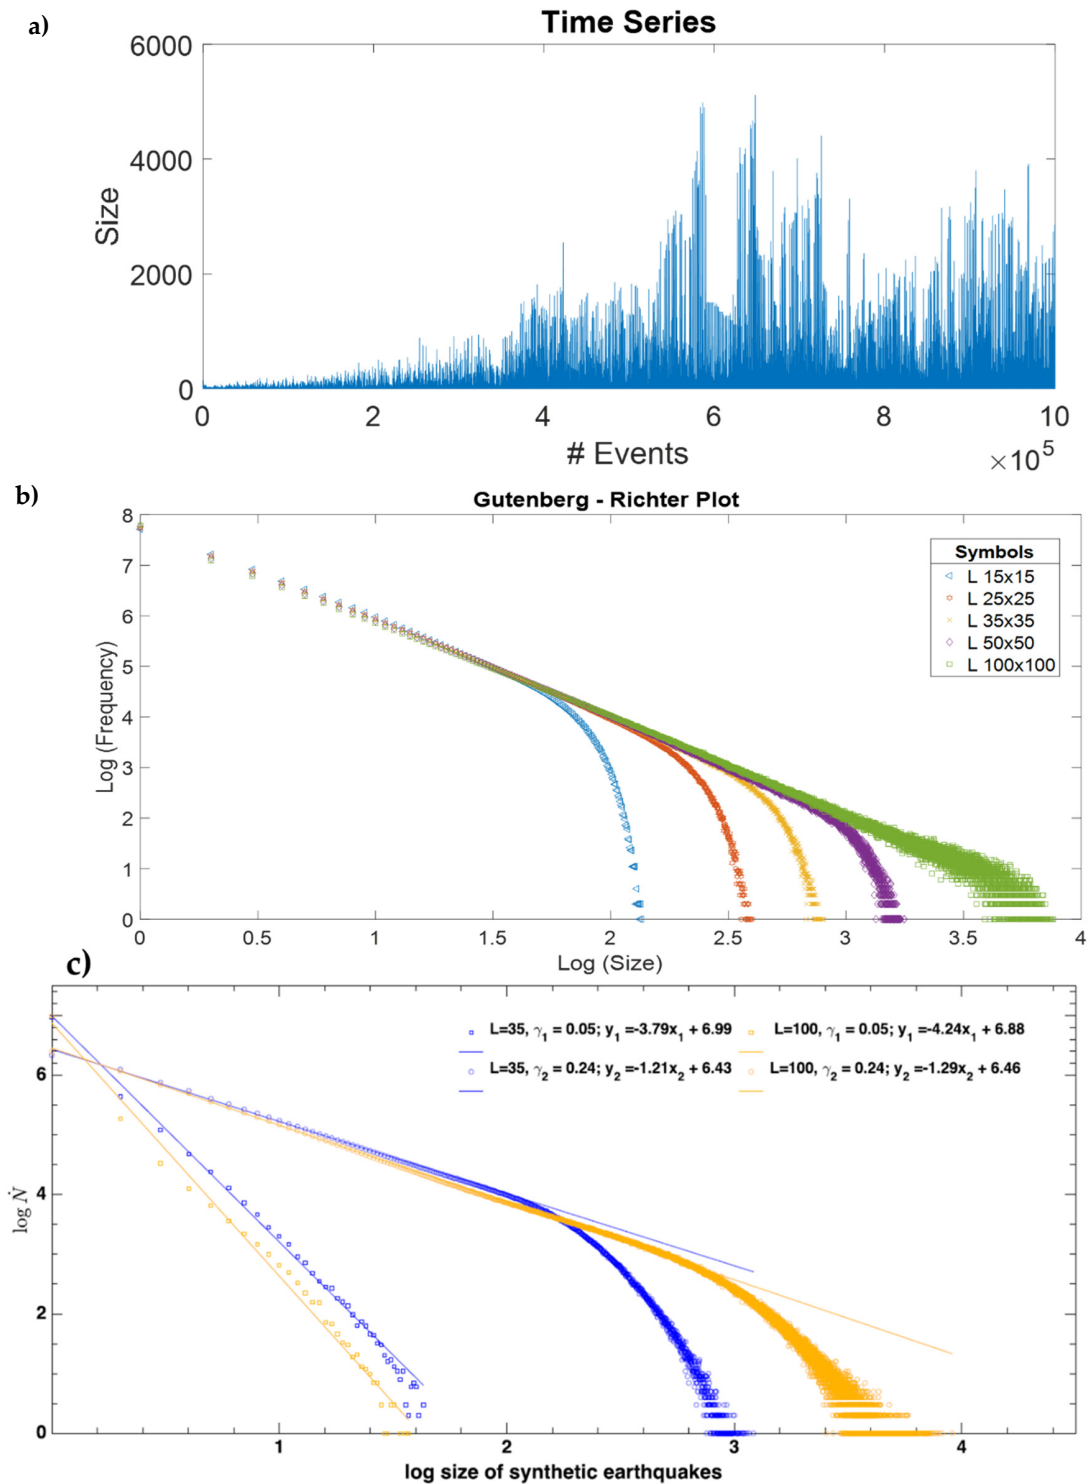 a)
Time Series
6000
4000
2000
0
Size
0 2 4 6 8 10
# Events
×10⁵
b)
Gutenberg - Richter Plot
8
7
6
5
4
3
2
1
0
Log (Frequency)
Symbols
L 15x15
L 25x25
L 35x35
L 50x50
L 100x100
0 0.5 1 1.5 2 2.5 3 3.5 4
Log (Size)
c)
L=35, γ₁ = 0.05; y₁ =-3.79x₁ + 6.99
L=100, γ₁ = 0.05; y₁ =-4.24x₁ + 6.88
L=35, γ₂ = 0.24; y₂ =-1.21x₂ + 6.43
L=100, γ₂ = 0.24; y₂ =-1.29x₂ + 6.46
6
4
2
0
log Ṅ
1 2 3 4
log size of synthetic earthquakes